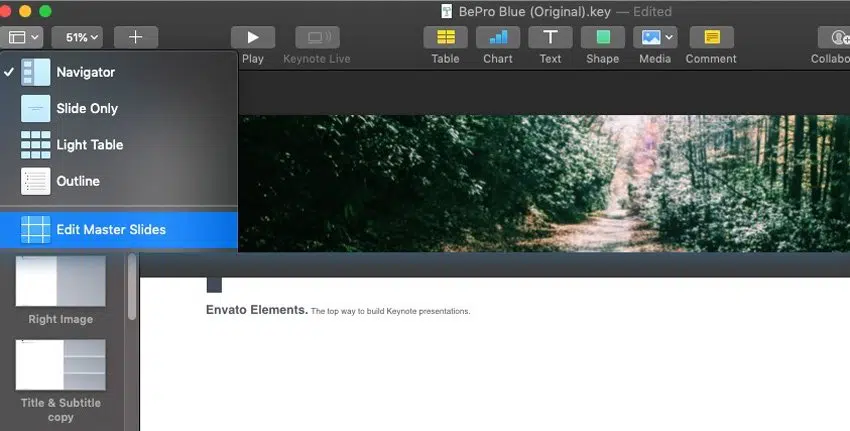 BePro Blue (Original).key — Edited
51%
Play
Keynote Live
Table
Chart
Text
Shape
Media
Comment
Collabo
Navigator
Slide Only
Light Table
Outline
Edit Master Slides
Right Image
Title & Subtitle
copy
Envato Elements. The top way to build Keynote presentations.